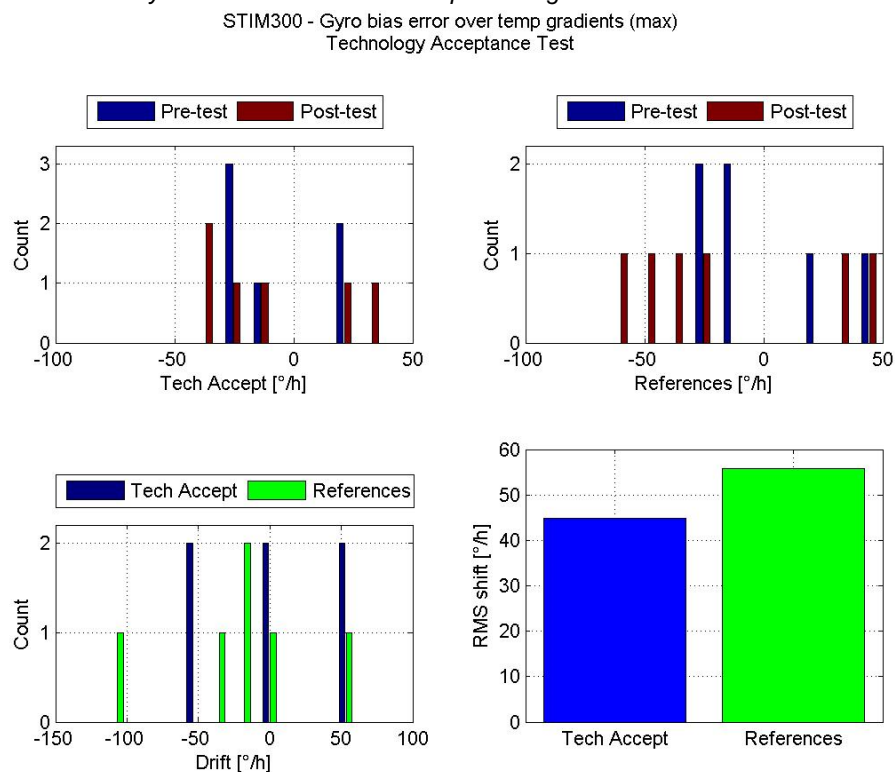 STIM300 - Gyro bias error over temp gradients (max)
Technology Acceptance Test
Pre-test Post-test
3
2
1
0
Count
-100 -50 0 50
Tech Accept [°/h]
Pre-test Post-test
2
1
0
Count
-100 -50 0 50
References [°/h]
Tech Accept References
2
1
0
Count
-150 -100 -50 0 50 100
Drift [°/h]
60
50
40
30
20
10
0
RMS shift [°/h]
Tech Accept References